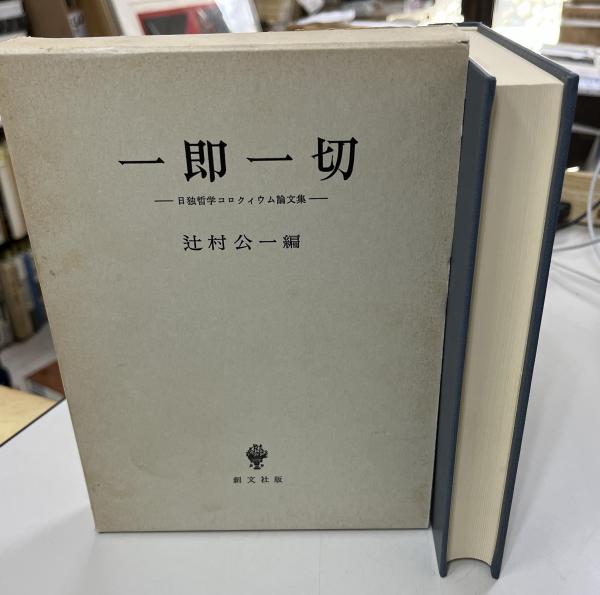 一即一切
—日独哲学コロクィウム論文集—
辻村公一編
創文社版